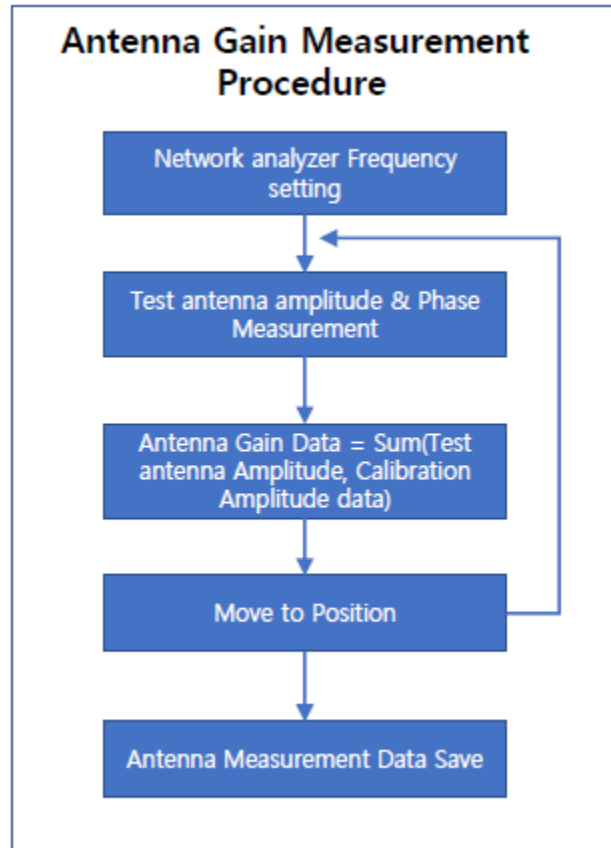 Antenna Gain Measurement
Procedure
Network analyzer Frequency
setting
Test antenna amplitude & Phase
Measurement
Antenna Gain Data = Sum(Test
antenna Amplitude, Calibration
Amplitude data)
Move to Position
Antenna Measurement Data Save